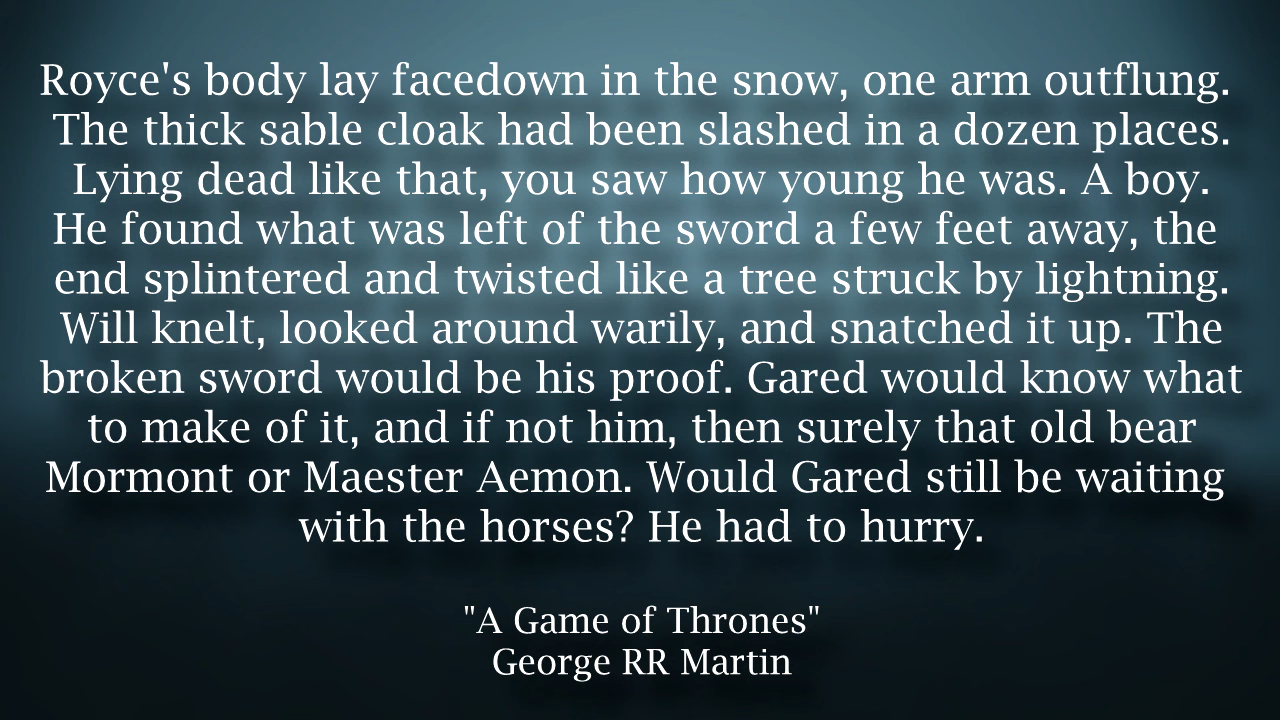 Royce's body lay facedown in the snow, one arm outflung.
The thick sable cloak had been slashed in a dozen places.
Lying dead like that, you saw how young he was. A boy.
He found what was left of the sword a few feet away, the
end splintered and twisted like a tree struck by lightning.
Will knelt, looked around warily, and snatched it up. The
broken sword would be his proof. Gared would know what
to make of it, and if not him, then surely that old bear
Mormont or Maester Aemon. Would Gared still be waiting
with the horses? He had to hurry.
"A Game of Thrones"
George RR Martin